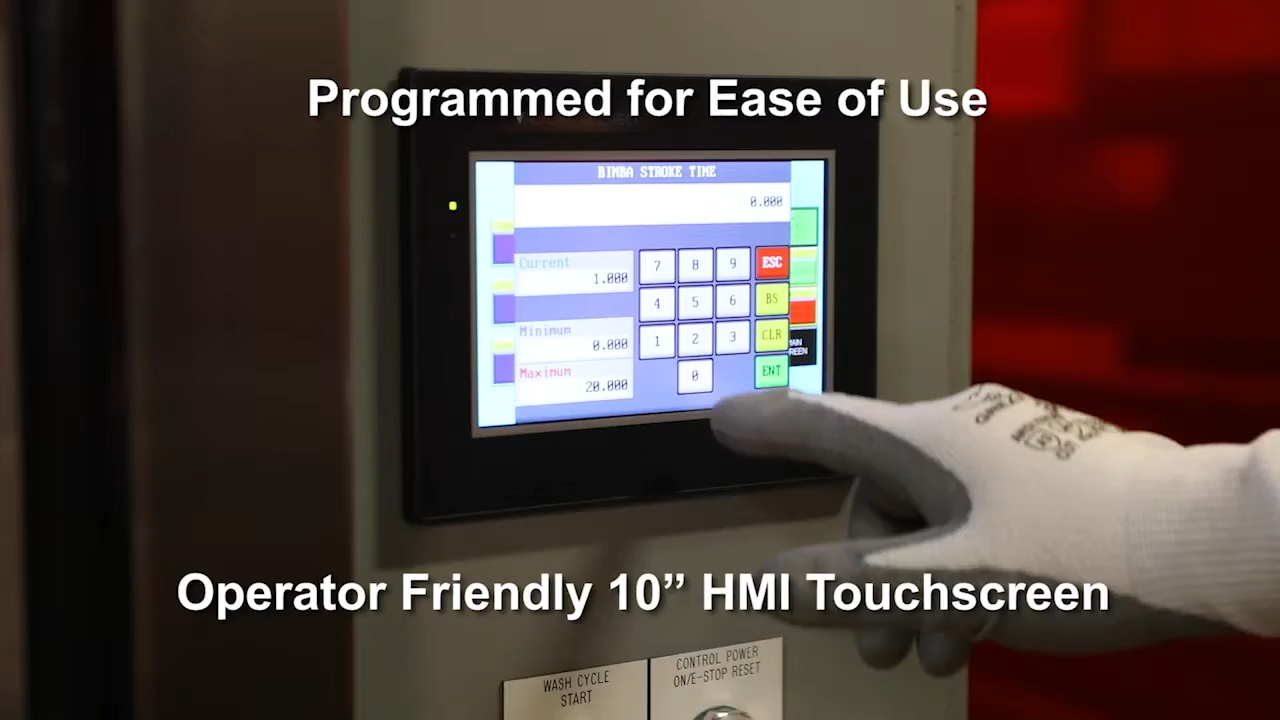 Programmed for Ease of Use
BIMBA STROKE TIME
0.000
Current
1.000
7 8 9 ESC
4 5 6 BS
Minimum
0.000
1 2 3 CLR
Maximum
20.000
0 ENT
Operator Friendly 10” HMI Touchscreen
WASH CYCLE
START
CONTROL POWER
ON/E-STOP RESET